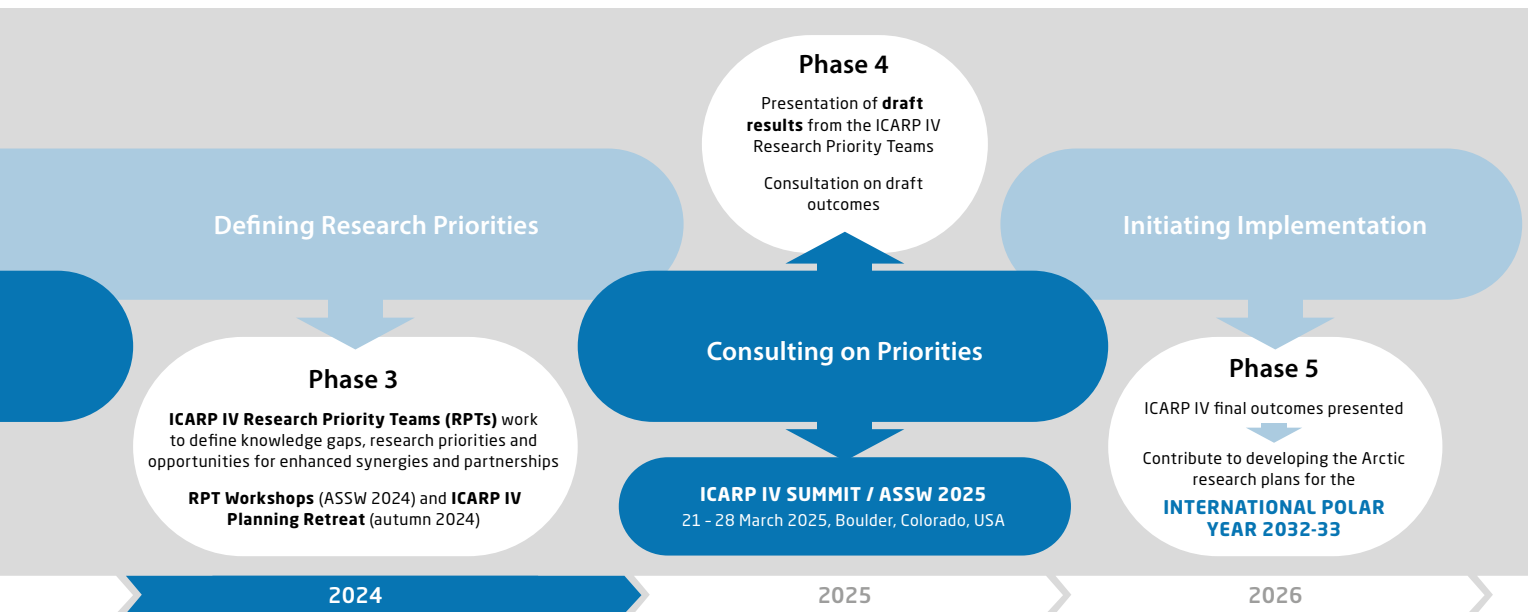 Defining Research Priorities
Phase 3
ICARP IV Research Priority Teams (RPTs) work
to define knowledge gaps, research priorities and
opportunities for enhanced synergies and partnerships
RPT Workshops (ASSW 2024) and ICARP IV
Planning Retreat (autumn 2024)
Phase 4
Presentation of draft
results from the ICARP IV
Research Priority Teams
Consultation on draft
outcomes
Consulting on Priorities
ICARP IV SUMMIT / ASSW 2025
21 – 28 March 2025, Boulder, Colorado, USA
Initiating Implementation
Phase 5
ICARP IV final outcomes presented
Contribute to developing the Arctic
research plans for the
INTERNATIONAL POLAR
YEAR 2032-33
2024
2025
2026